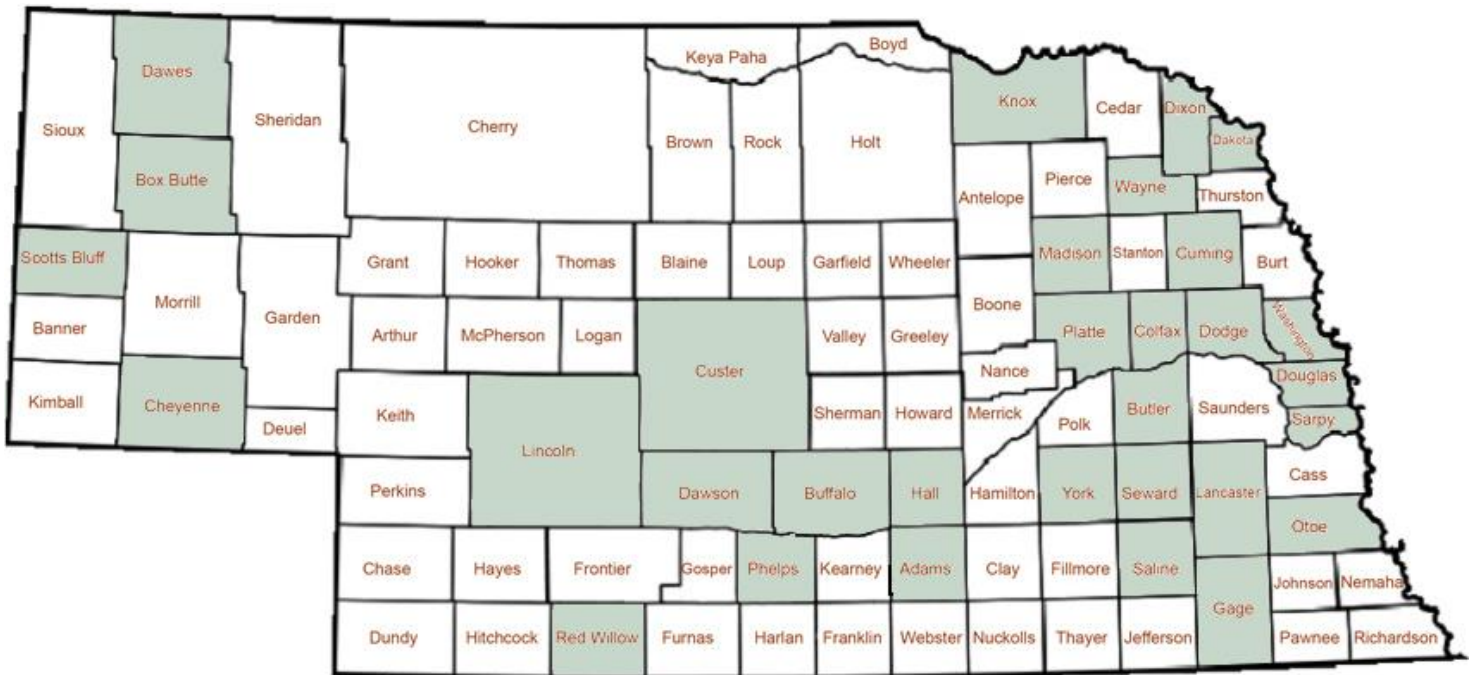 Dawes
Sioux
Sheridan
Cherry
Keya Paha
Boyd
Brown
Rock
Holt
Knox
Cedar
Dixon
Dakota
Box Butte
Antelope
Pierce
Wayne
Thurston
Scotts Bluff
Morrill
Garden
Grant
Hooker
Thomas
Blaine
Loup
Garfield
Wheeler
Madison
Stanton
Cuming
Burt
Banner
Arthur
McPherson
Logan
Custer
Valley
Greeley
Boone
Platte
Colfax
Dodge
Washington
Nance
Douglas
Kimball
Cheyenne
Deuel
Keith
Lincoln
Sherman
Howard
Merrick
Polk
Butler
Saunders
Sarpy
Perkins
Dawson
Buffalo
Hall
Hamilton
York
Seward
Lancaster
Cass
Otoe
Chase
Hayes
Frontier
Gosper
Phelps
Kearney
Adams
Clay
Fillmore
Saline
Gage
Johnson
Nemaha
Dundy
Hitchcock
Red Willow
Furnas
Harlan
Franklin
Webster
Nuckolls
Thayer
Jefferson
Pawnee
Richardson